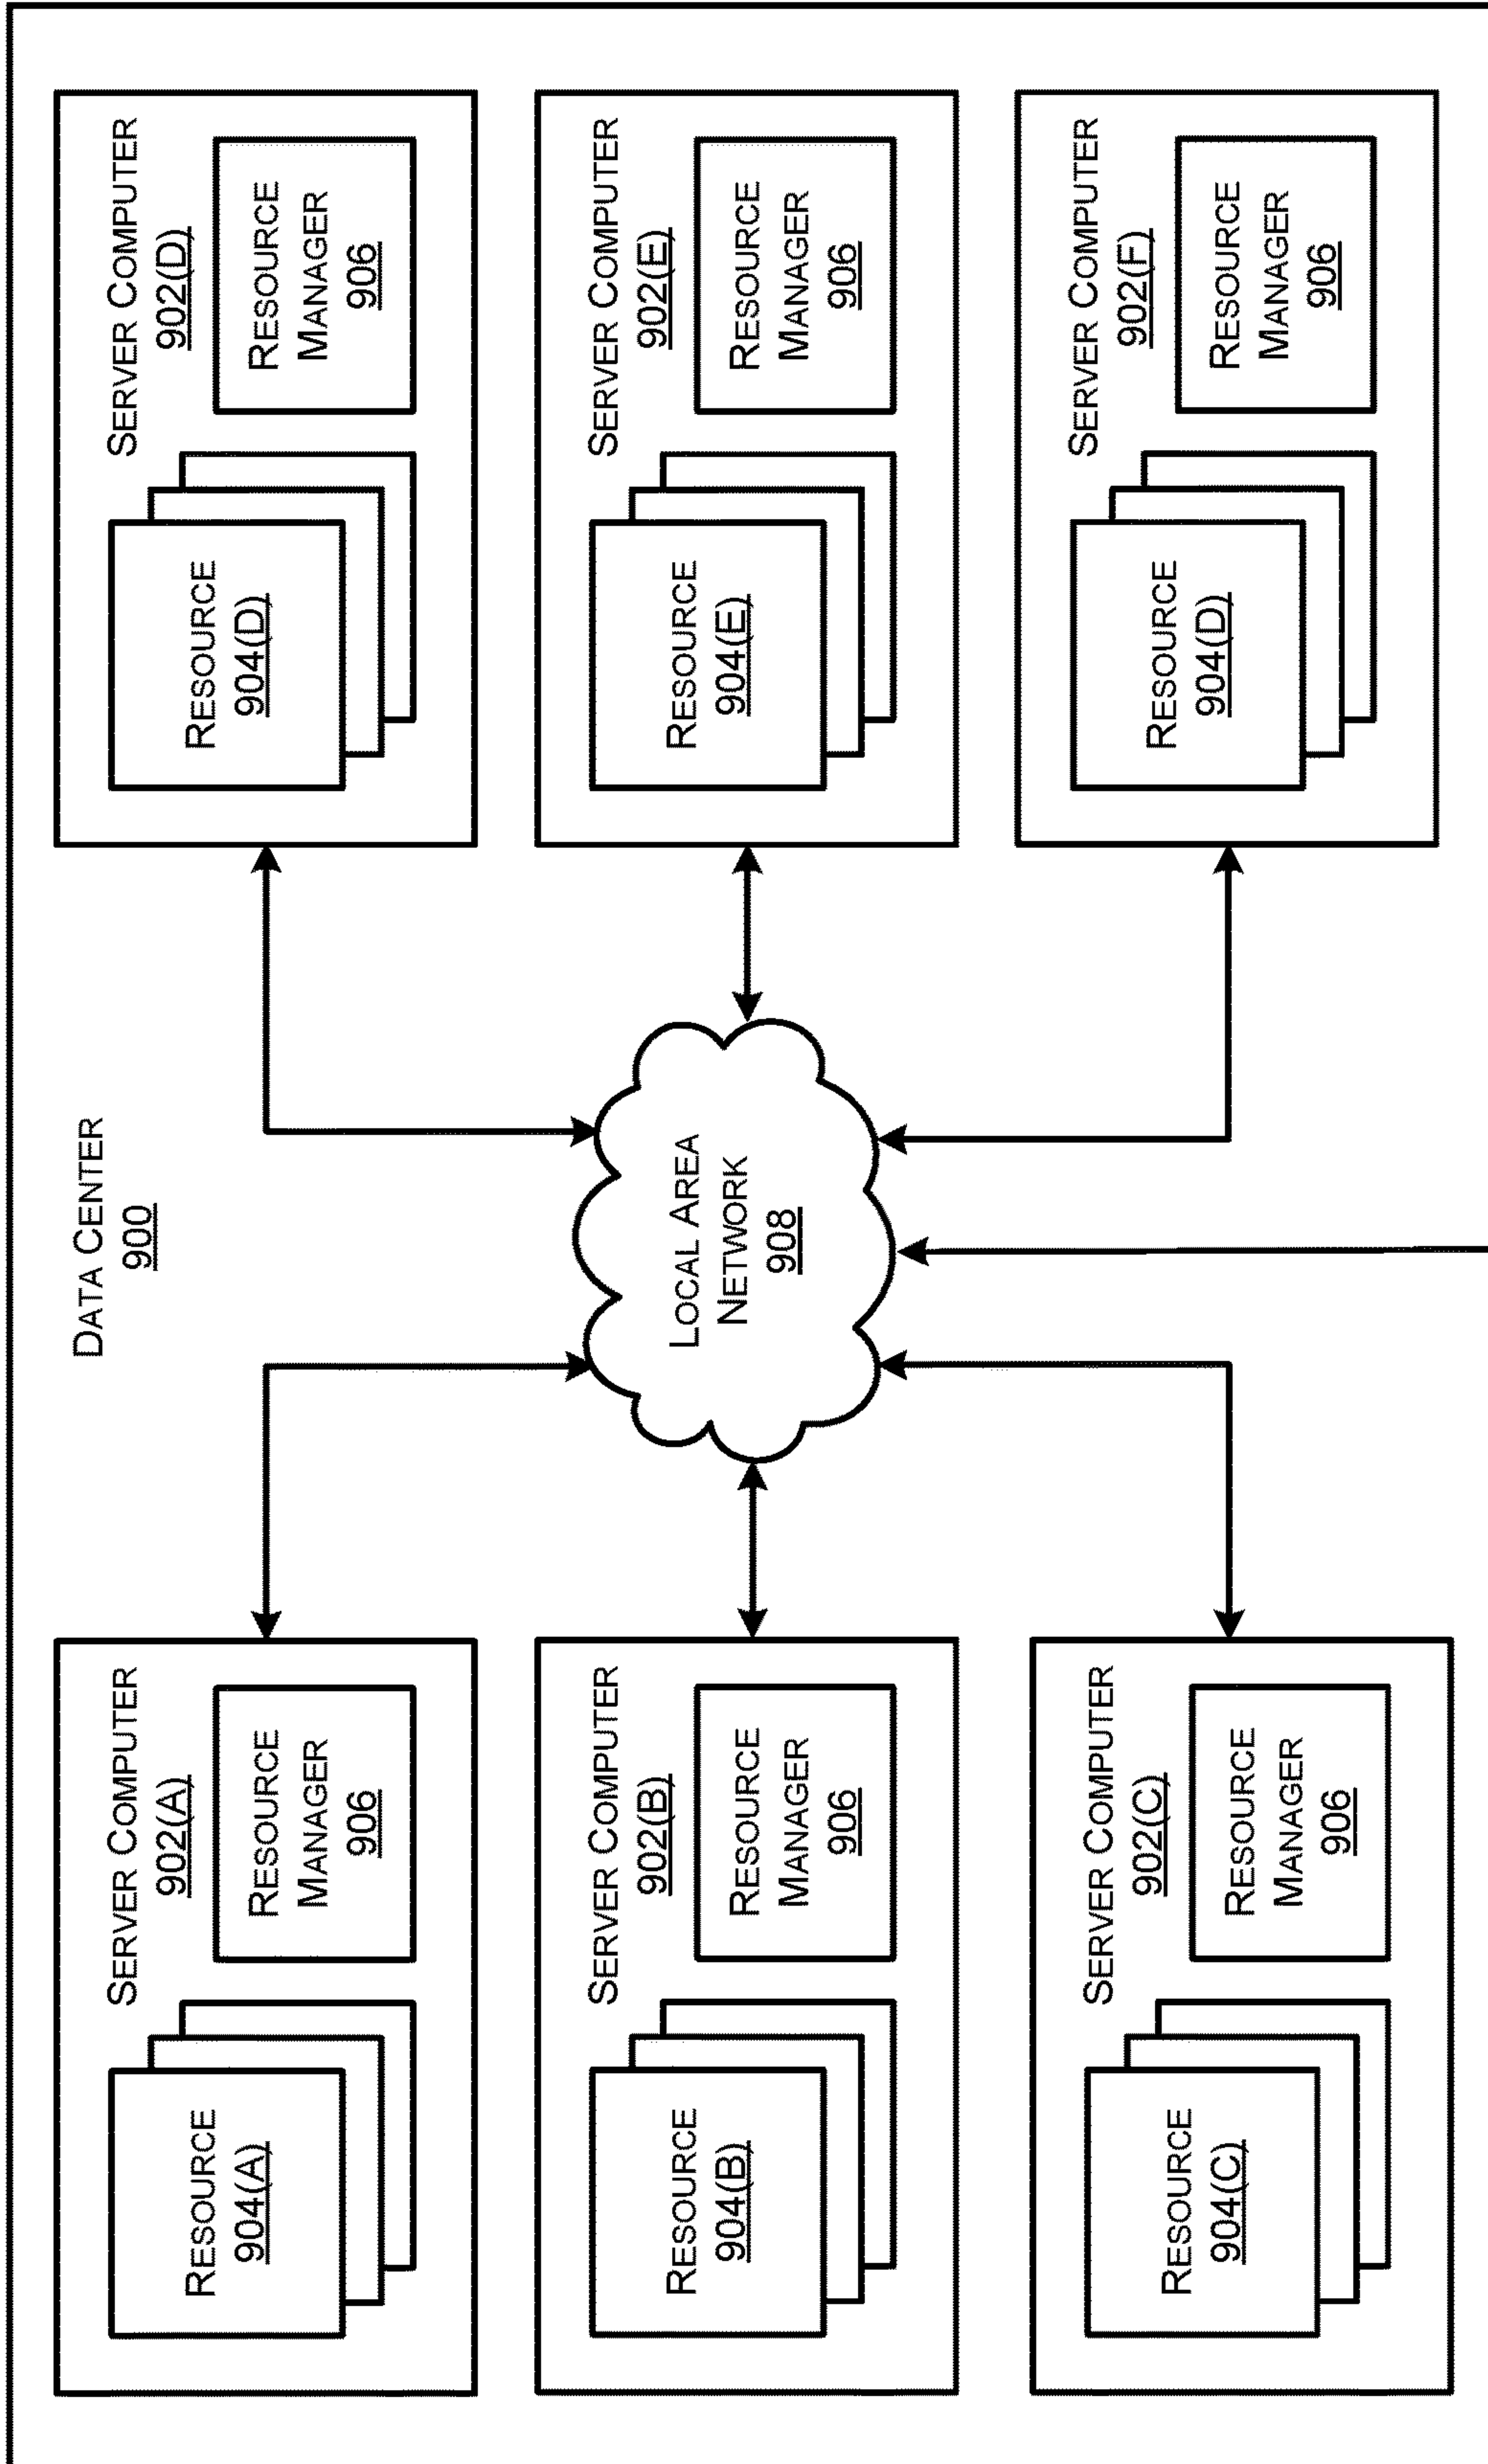 DATA CENTER
900
SERVER COMPUTER
902(A)
RESOURCE
904(A)
RESOURCE
MANAGER
906
SERVER COMPUTER
902(D)
RESOURCE
904(D)
RESOURCE
MANAGER
906
SERVER COMPUTER
902(B)
RESOURCE
904(B)
RESOURCE
MANAGER
906
LOCAL AREA
NETWORK
908
SERVER COMPUTER
902(E)
RESOURCE
904(E)
RESOURCE
MANAGER
906
SERVER COMPUTER
902(C)
RESOURCE
904(C)
RESOURCE
MANAGER
906
SERVER COMPUTER
902(F)
RESOURCE
904(D)
RESOURCE
MANAGER
906